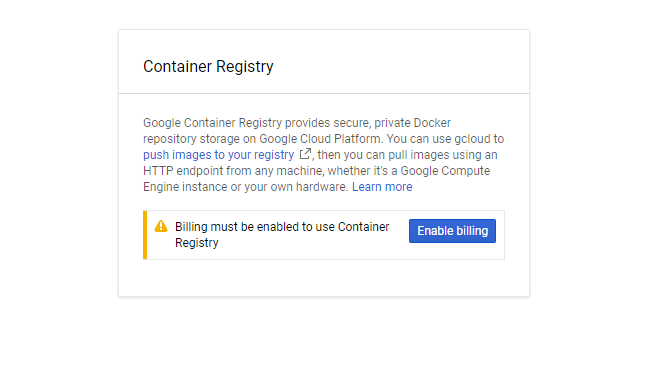 Container Registry
Google Container Registry provides secure, private Docker
repository storage on Google Cloud Platform. You can use gcloud to
push images to your registry , then you can pull images using an
HTTP endpoint from any machine, whether it's a Google Compute
Engine instance or your own hardware. Learn more
Billing must be enabled to use Container
Registry
Enable billing